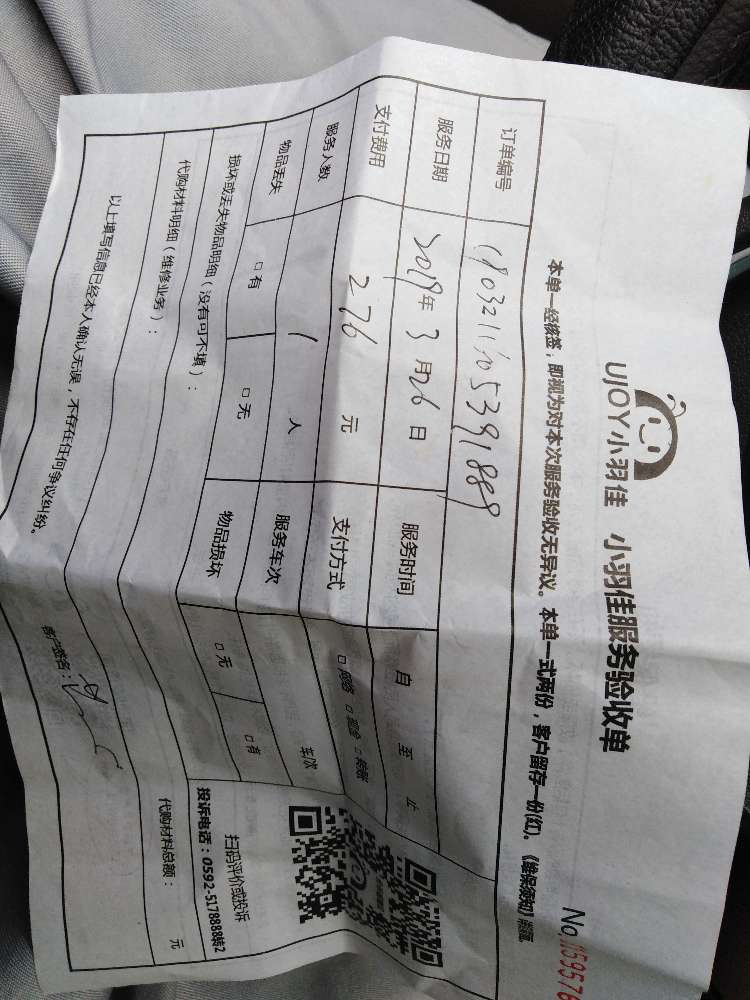 UJOY小羽佳 小羽佳服务验收单
No
本单一经核签，即视为对本次服务验收无异议。本单一式两份，客户留存一份(红)。《维保须知》
订单编号 1903211105391889
服务日期 2019年3月26日 服务时间 自 至 止
支付费用 276 元 支付方式 □网络 □现金
服务人数 1 人 服务车次 车/次
物品丢失 □有 □无 物品损坏 □无 □有
损坏或丢失物品明细（没有可不填）：
代购材料明细（维修业务）： 代购材料总额： 元
以上填写信息已经本人确认无误，不存在任何争议纠纷。
客户签名：
扫码评价或投诉
投诉电话：0592-5178888转2